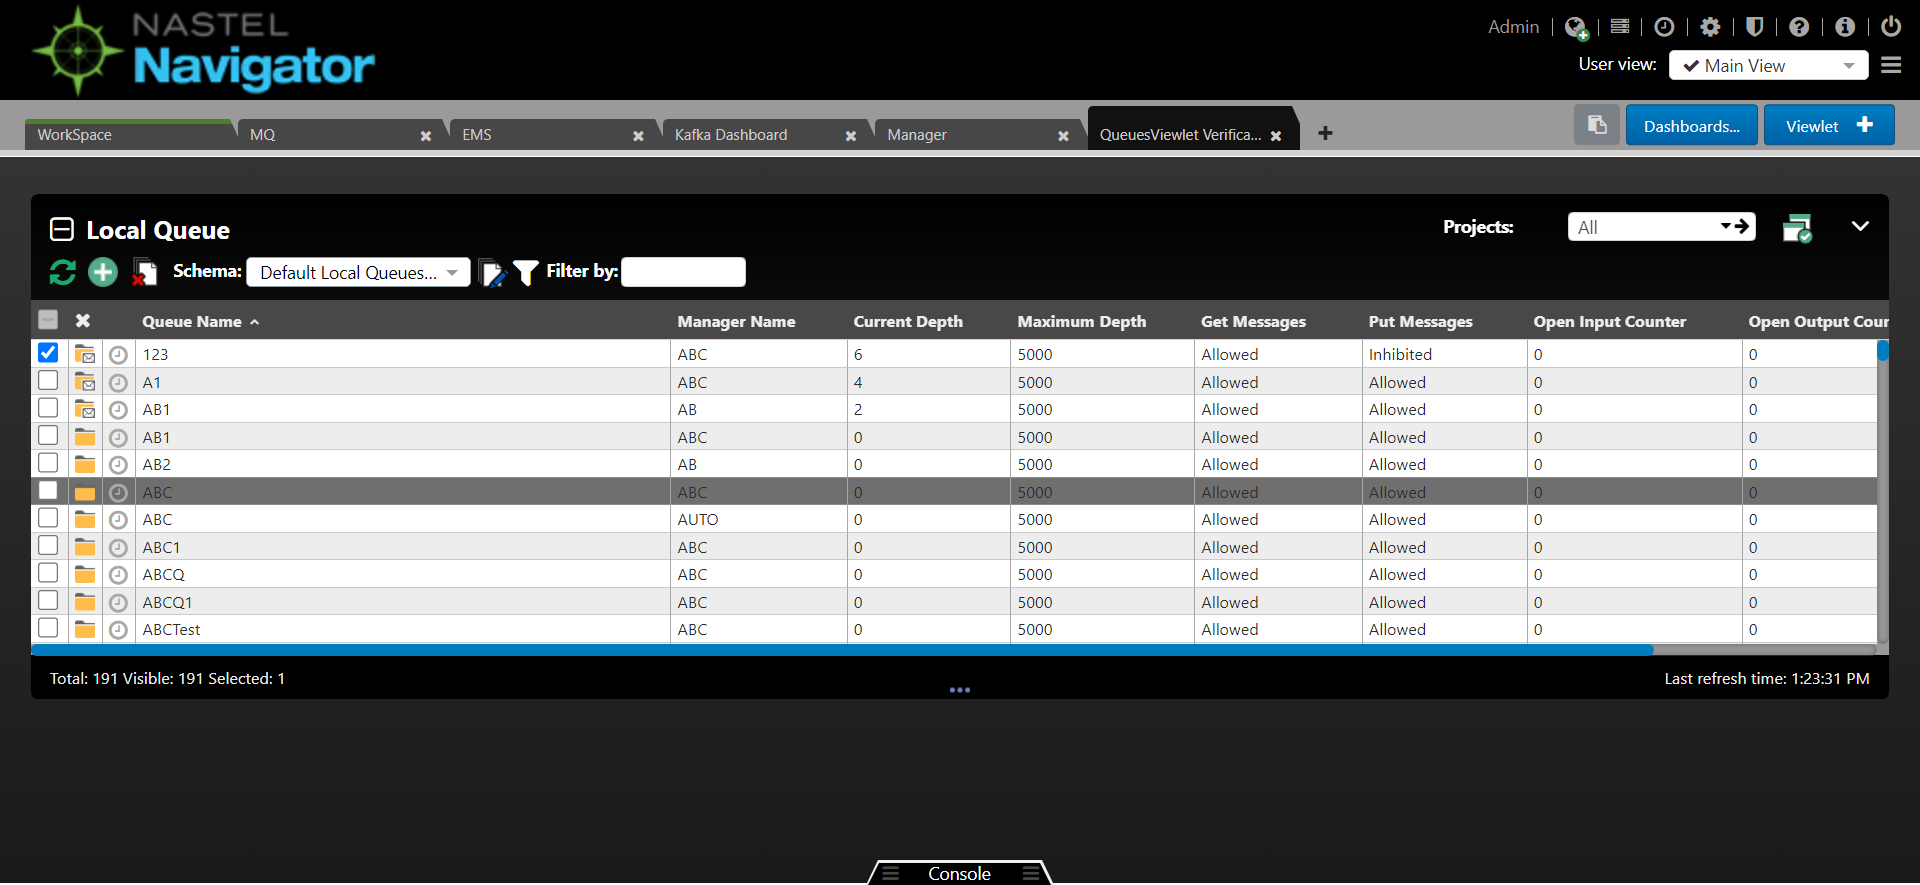 NASTEL
Navigator
Admin
User view: Main View
WorkSpace MQ EMS Kafka Dashboard Manager QueuesViewlet Verifica...
Dashboards... Viewlet
Local Queue
Projects: All
Schema: Default Local Queues... Filter by:
Queue Name Manager Name Current Depth Maximum Depth Get Messages Put Messages Open Input Counter Open Output Coun
123 ABC 6 5000 Allowed Inhibited 0 0
A1 ABC 4 5000 Allowed Allowed 0 0
AB1 AB 2 5000 Allowed Allowed 0 0
AB1 ABC 0 5000 Allowed Allowed 0 0
AB2 AB 0 5000 Allowed Allowed 0 0
ABC ABC 0 5000 Allowed Allowed 0 0
ABC AUTO 0 5000 Allowed Allowed 0 0
ABC1 ABC 0 5000 Allowed Allowed 0 0
ABCQ ABC 0 5000 Allowed Allowed 0 0
ABCQ1 ABC 0 5000 Allowed Allowed 0 0
ABCTest ABC 0 5000 Allowed Allowed 0 0
Total: 191 Visible: 191 Selected: 1
Last refresh time: 1:23:31 PM
Console